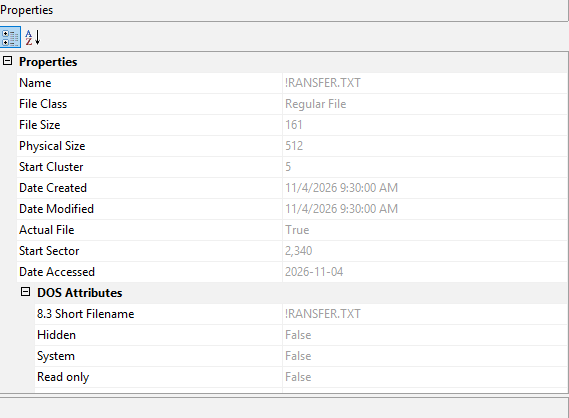 Properties
A
Z
Properties
Name !RANSFER.TXT
File Class Regular File
File Size 161
Physical Size 512
Start Cluster 5
Date Created 11/4/2026 9:30:00 AM
Date Modified 11/4/2026 9:30:00 AM
Actual File True
Start Sector 2,340
Date Accessed 2026-11-04
DOS Attributes
8.3 Short Filename !RANSFER.TXT
Hidden False
System False
Read only False